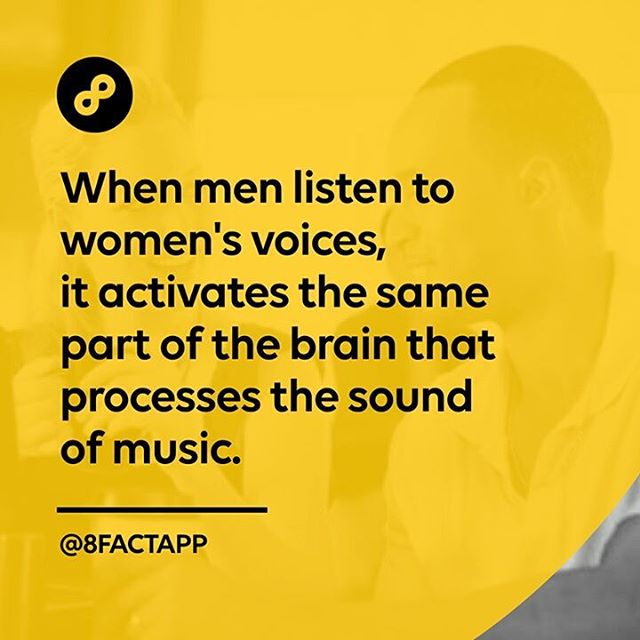 When men listen to
women's voices,
it activates the same
part of the brain that
processes the sound
of music.
@8FACTAPP